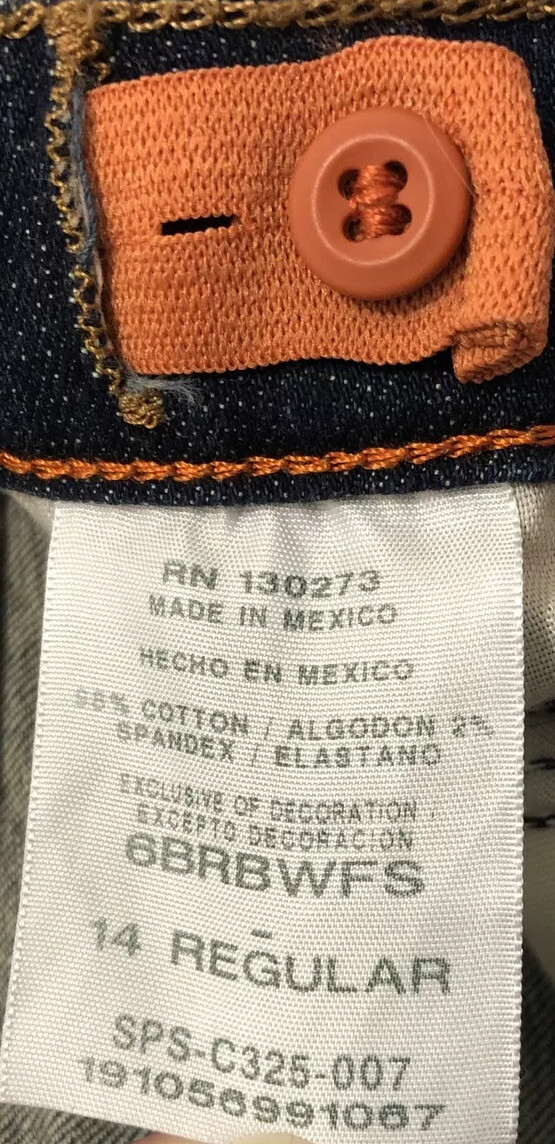 RN 130273
MADE IN MEXICO
HECHO EN MEXICO
98% COTTON / ALGODON 2%
SPANDEX / ELASTANO
EXCLUSIVE OF DECORATION /
EXCEPTO DECORACION
6BRBWFS
-
14 REGULAR
SPS-C325-007
191056991067